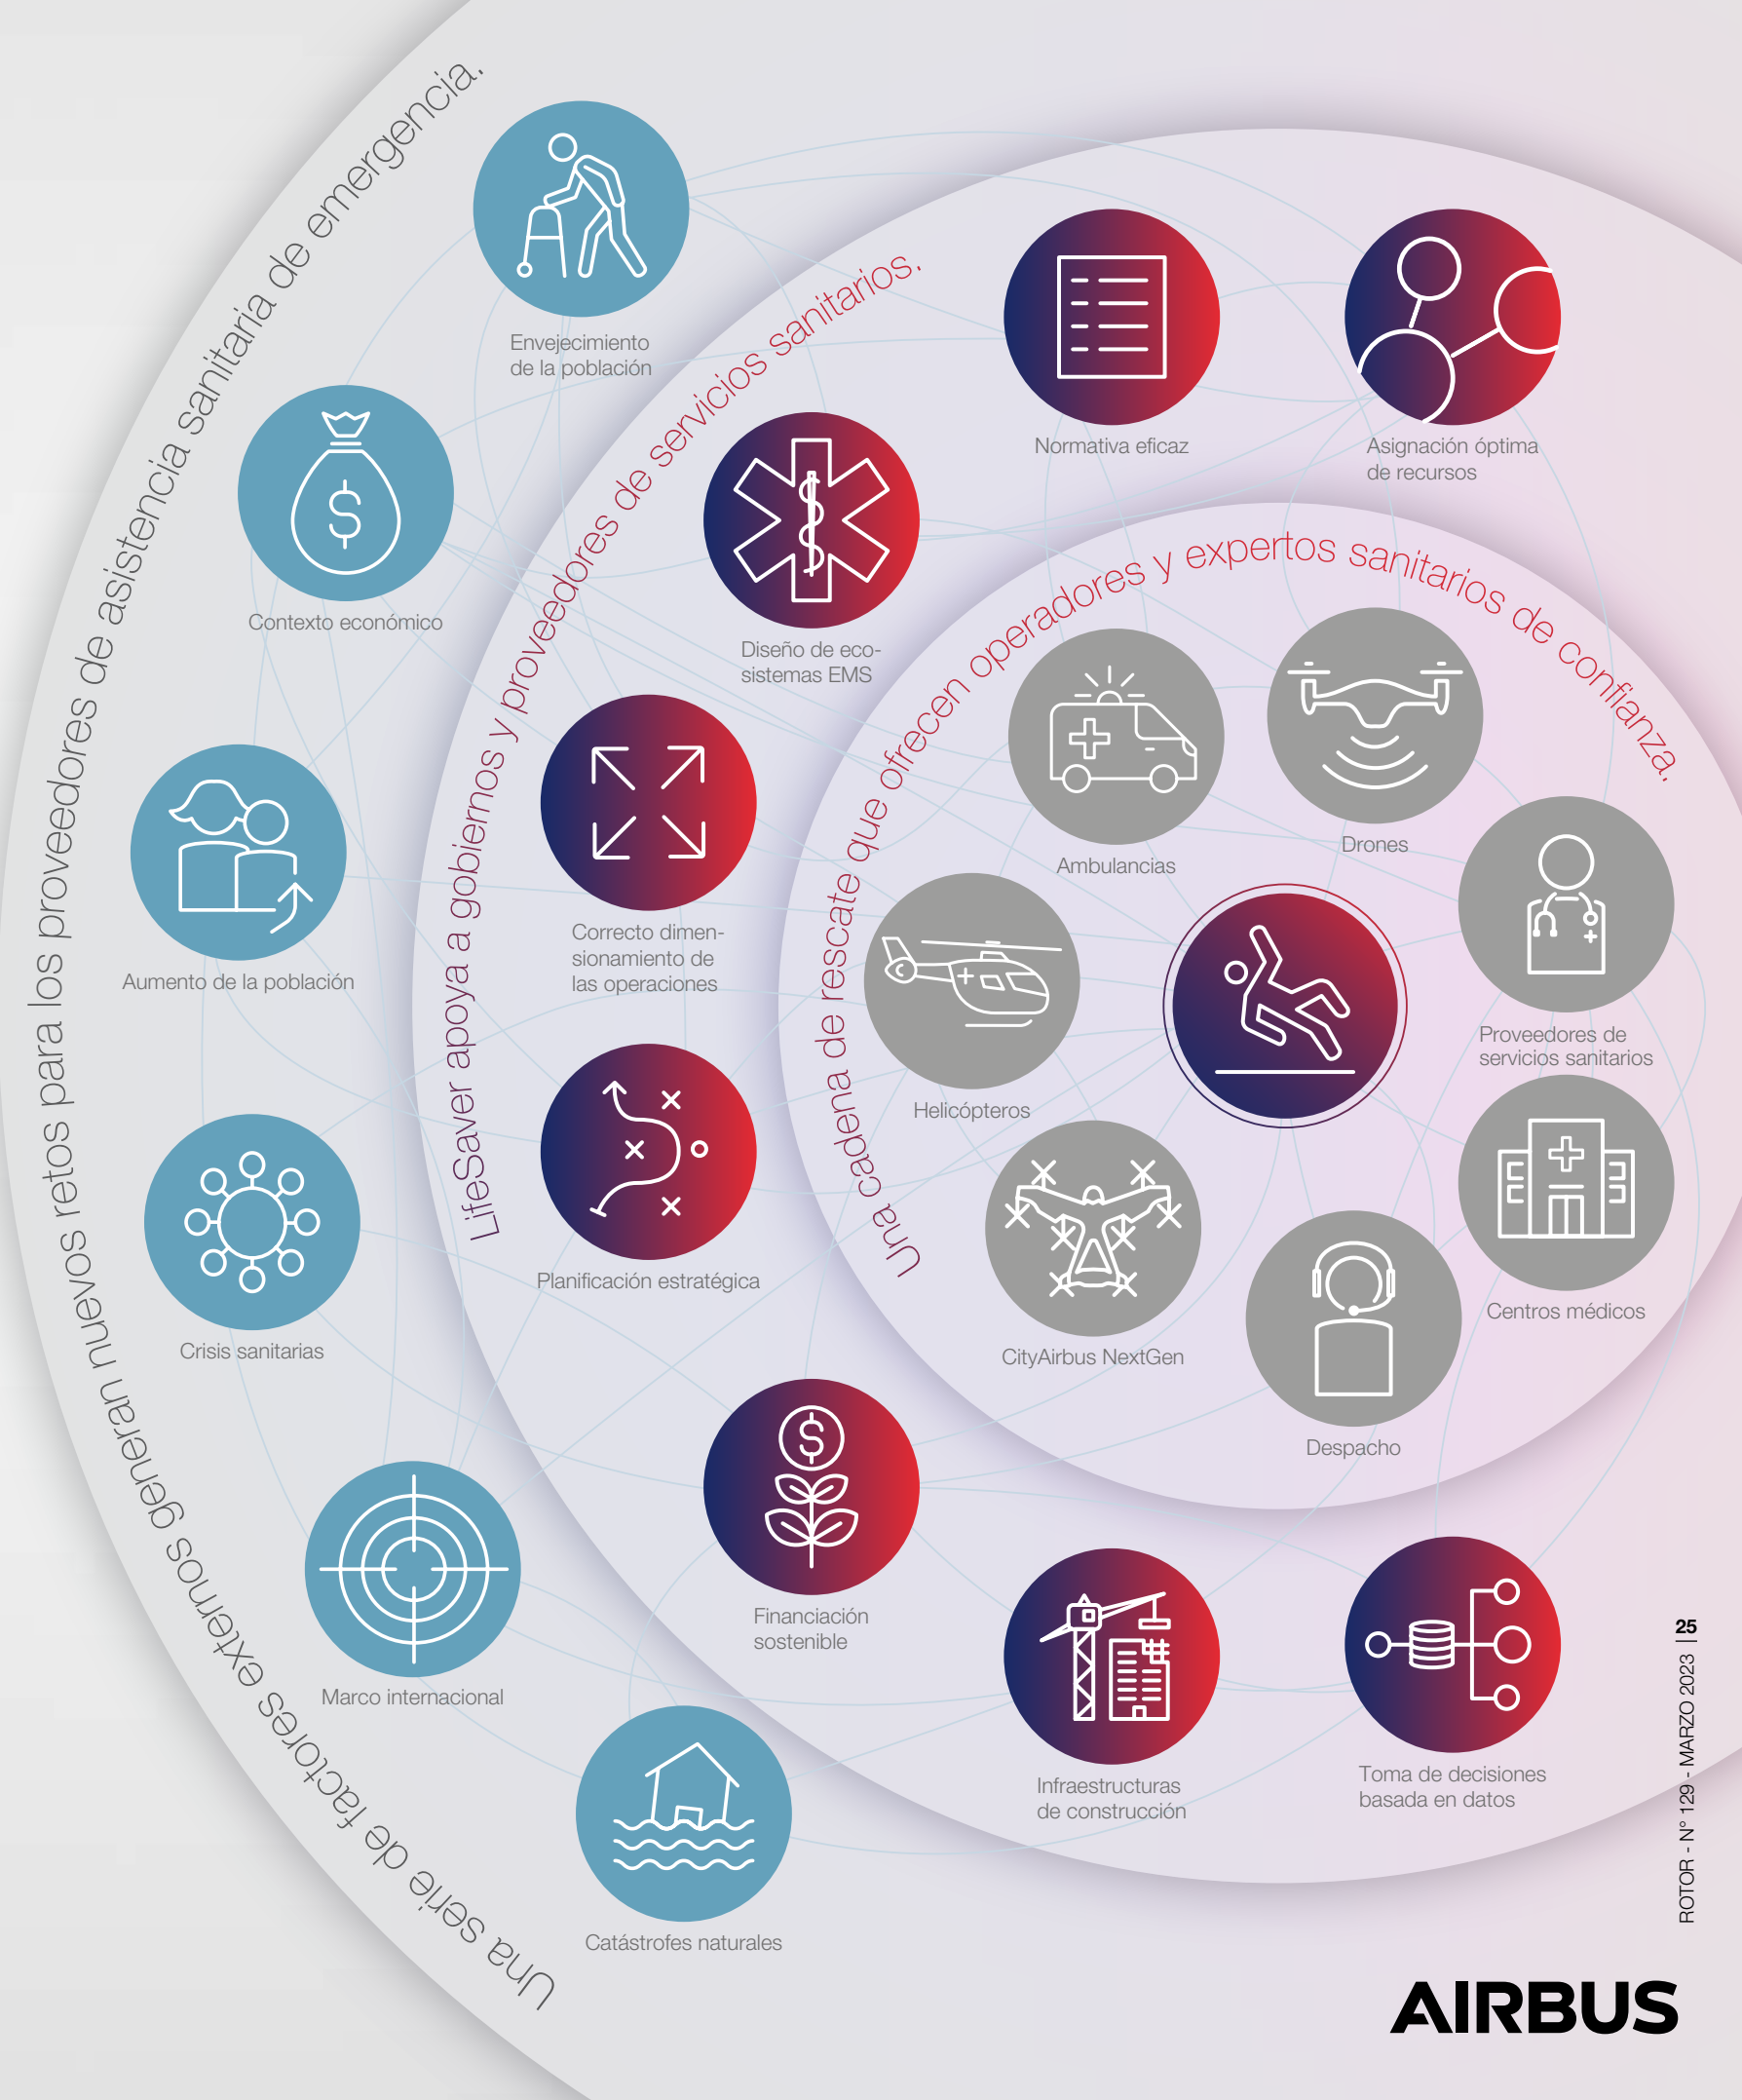 Una serie de factores externos generan nuevos retos para los proveedores de asistencia sanitaria de emergencia.
Envejecimiento
de la población
Contexto económico
Aumento de la población
Crisis sanitarias
Marco internacional
Catástrofes naturales
LifeSaver apoya a gobiernos y proveedores de servicios sanitarios.
Normativa eficaz
Asignación óptima
de recursos
Diseño de eco-
sistemas EMS
Correcto dimen-
sionamiento de
las operaciones
Planificación estratégica
Financiación
sostenible
Infraestructuras
de construcción
Toma de decisiones
basada en datos
Una cadena de rescate que ofrecen operadores y expertos sanitarios de confianza.
Ambulancias
Drones
Helicópteros
Proveedores de
servicios sanitarios
CityAirbus NextGen
Centros médicos
Despacho
ROTOR - N° 129 - MARZO 2023 | 25
AIRBUS